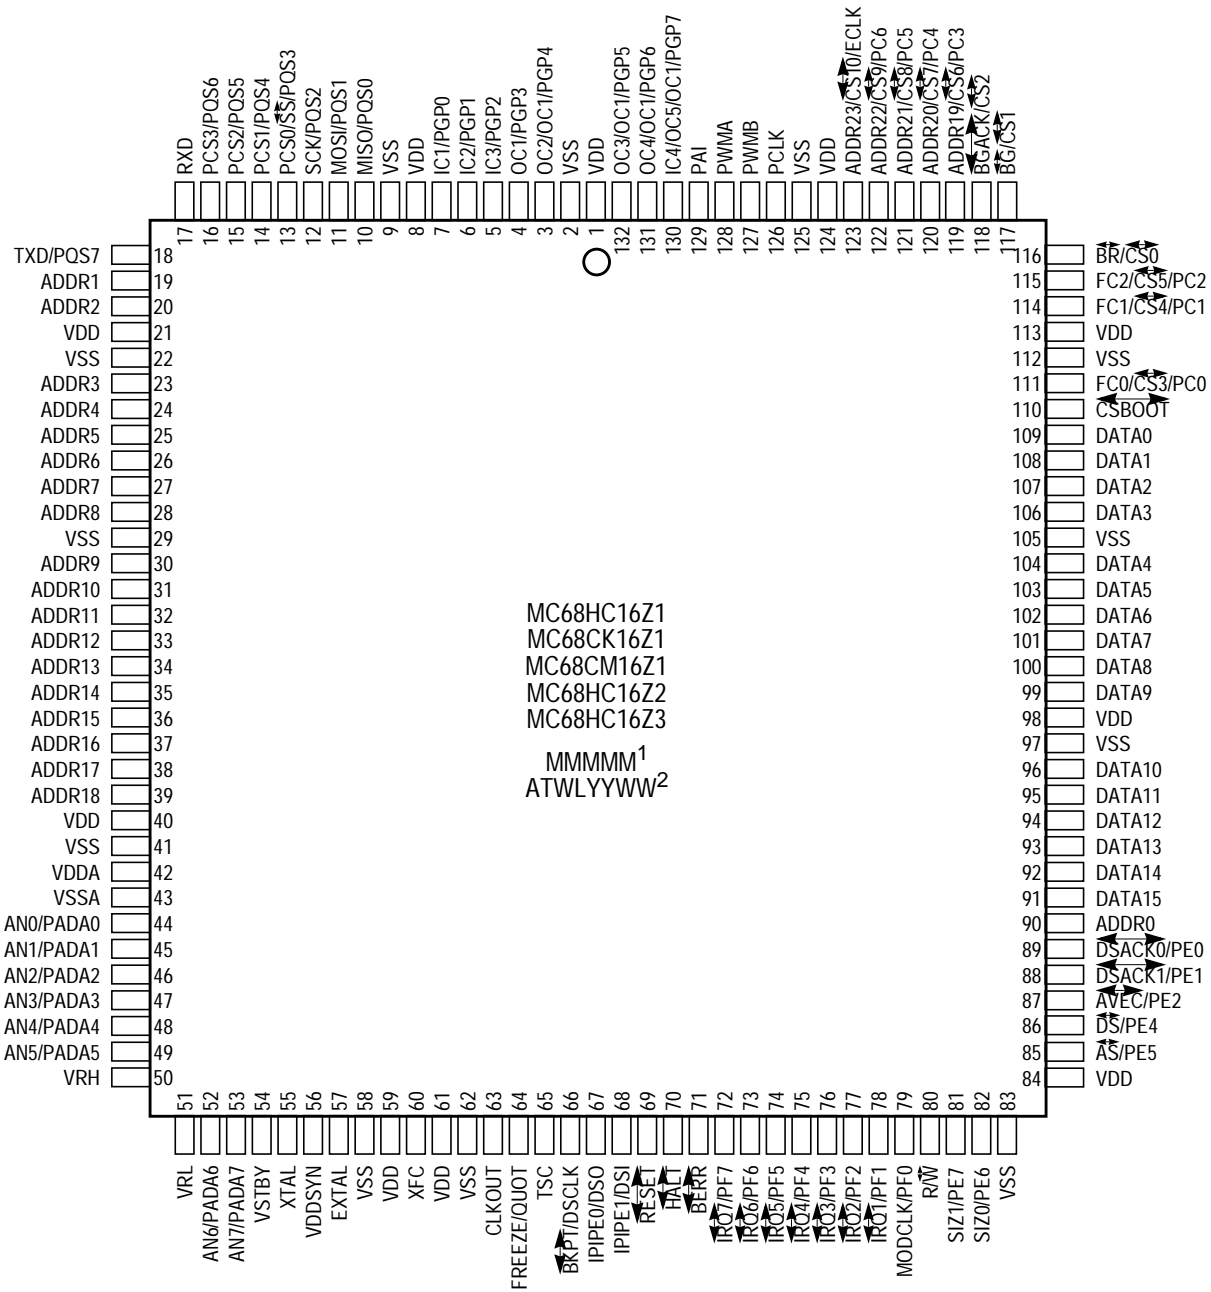 RXD
PCS3/PQS6
PCS2/PQS5
PCS1/PQS4
PCS0/SS/PQS3
SCK/PQS2
MOSI/PQS1
MISO/PQS0
VSS
VDD
IC1/PGP0
IC2/PGP1
IC3/PGP2
OC1/PGP3
OC2/OC1/PGP4
VSS
VDD
OC3/OC1/PGP5
OC4/OC1/PGP6
IC4/OC5/OC1/PGP7
PAI
PWMA
PWMB
PCLK
VSS
VDD
ADDR23/CS10/ECLK
ADDR22/CS9/PC6
ADDR21/CS8/PC5
ADDR20/CS7/PC4
ADDR19/CS6/PC3
BGACK/CS2
BG/CS1
17 16 15 14 13 12 11 10 9 8 7 6 5 4 3 2 1 132 131 130 129 128 127 126 125 124 123 122 121 120 119 118 117
TXD/PQS7 18
ADDR1 19
ADDR2 20
VDD 21
VSS 22
ADDR3 23
ADDR4 24
ADDR5 25
ADDR6 26
ADDR7 27
ADDR8 28
VSS 29
ADDR9 30
ADDR10 31
ADDR11 32
ADDR12 33
ADDR13 34
ADDR14 35
ADDR15 36
ADDR16 37
ADDR17 38
ADDR18 39
VDD 40
VSS 41
VDDA 42
VSSA 43
AN0/PADA0 44
AN1/PADA1 45
AN2/PADA2 46
AN3/PADA3 47
AN4/PADA4 48
AN5/PADA5 49
VRH 50
MC68HC16Z1
MC68CK16Z1
MC68CM16Z1
MC68HC16Z2
MC68HC16Z3
MMMMM1
ATWLYYWW2
116 BR/CS0
115 FC2/CS5/PC2
114 FC1/CS4/PC1
113 VDD
112 VSS
111 FC0/CS3/PC0
110 CSBOOT
109 DATA0
108 DATA1
107 DATA2
106 DATA3
105 VSS
104 DATA4
103 DATA5
102 DATA6
101 DATA7
100 DATA8
99 DATA9
98 VDD
97 VSS
96 DATA10
95 DATA11
94 DATA12
93 DATA13
92 DATA14
91 DATA15
90 ADDR0
89 DSACK0/PE0
88 DSACK1/PE1
87 AVEC/PE2
86 DS/PE4
85 AS/PE5
84 VDD
51 52 53 54 55 56 57 58 59 60 61 62 63 64 65 66 67 68 69 70 71 72 73 74 75 76 77 78 79 80 81 82 83
VRL
AN6/PADA6
AN7/PADA7
VSTBY
XTAL
VDDSYN
EXTAL
VSS
VDD
XFC
VDD
VSS
CLKOUT
FREEZE/QUOT
TSC
BKPT/DSCLK
IPIPE0/DSO
IPIPE1/DSI
RESET
HALT
BERR
IRQ7/PF7
IRQ6/PF6
IRQ5/PF5
IRQ4/PF4
IRQ3/PF3
IRQ2/PF2
IRQ1/PF1
MODCLK/PF0
R/W
SIZ1/PE7
SIZ0/PE6
VSS